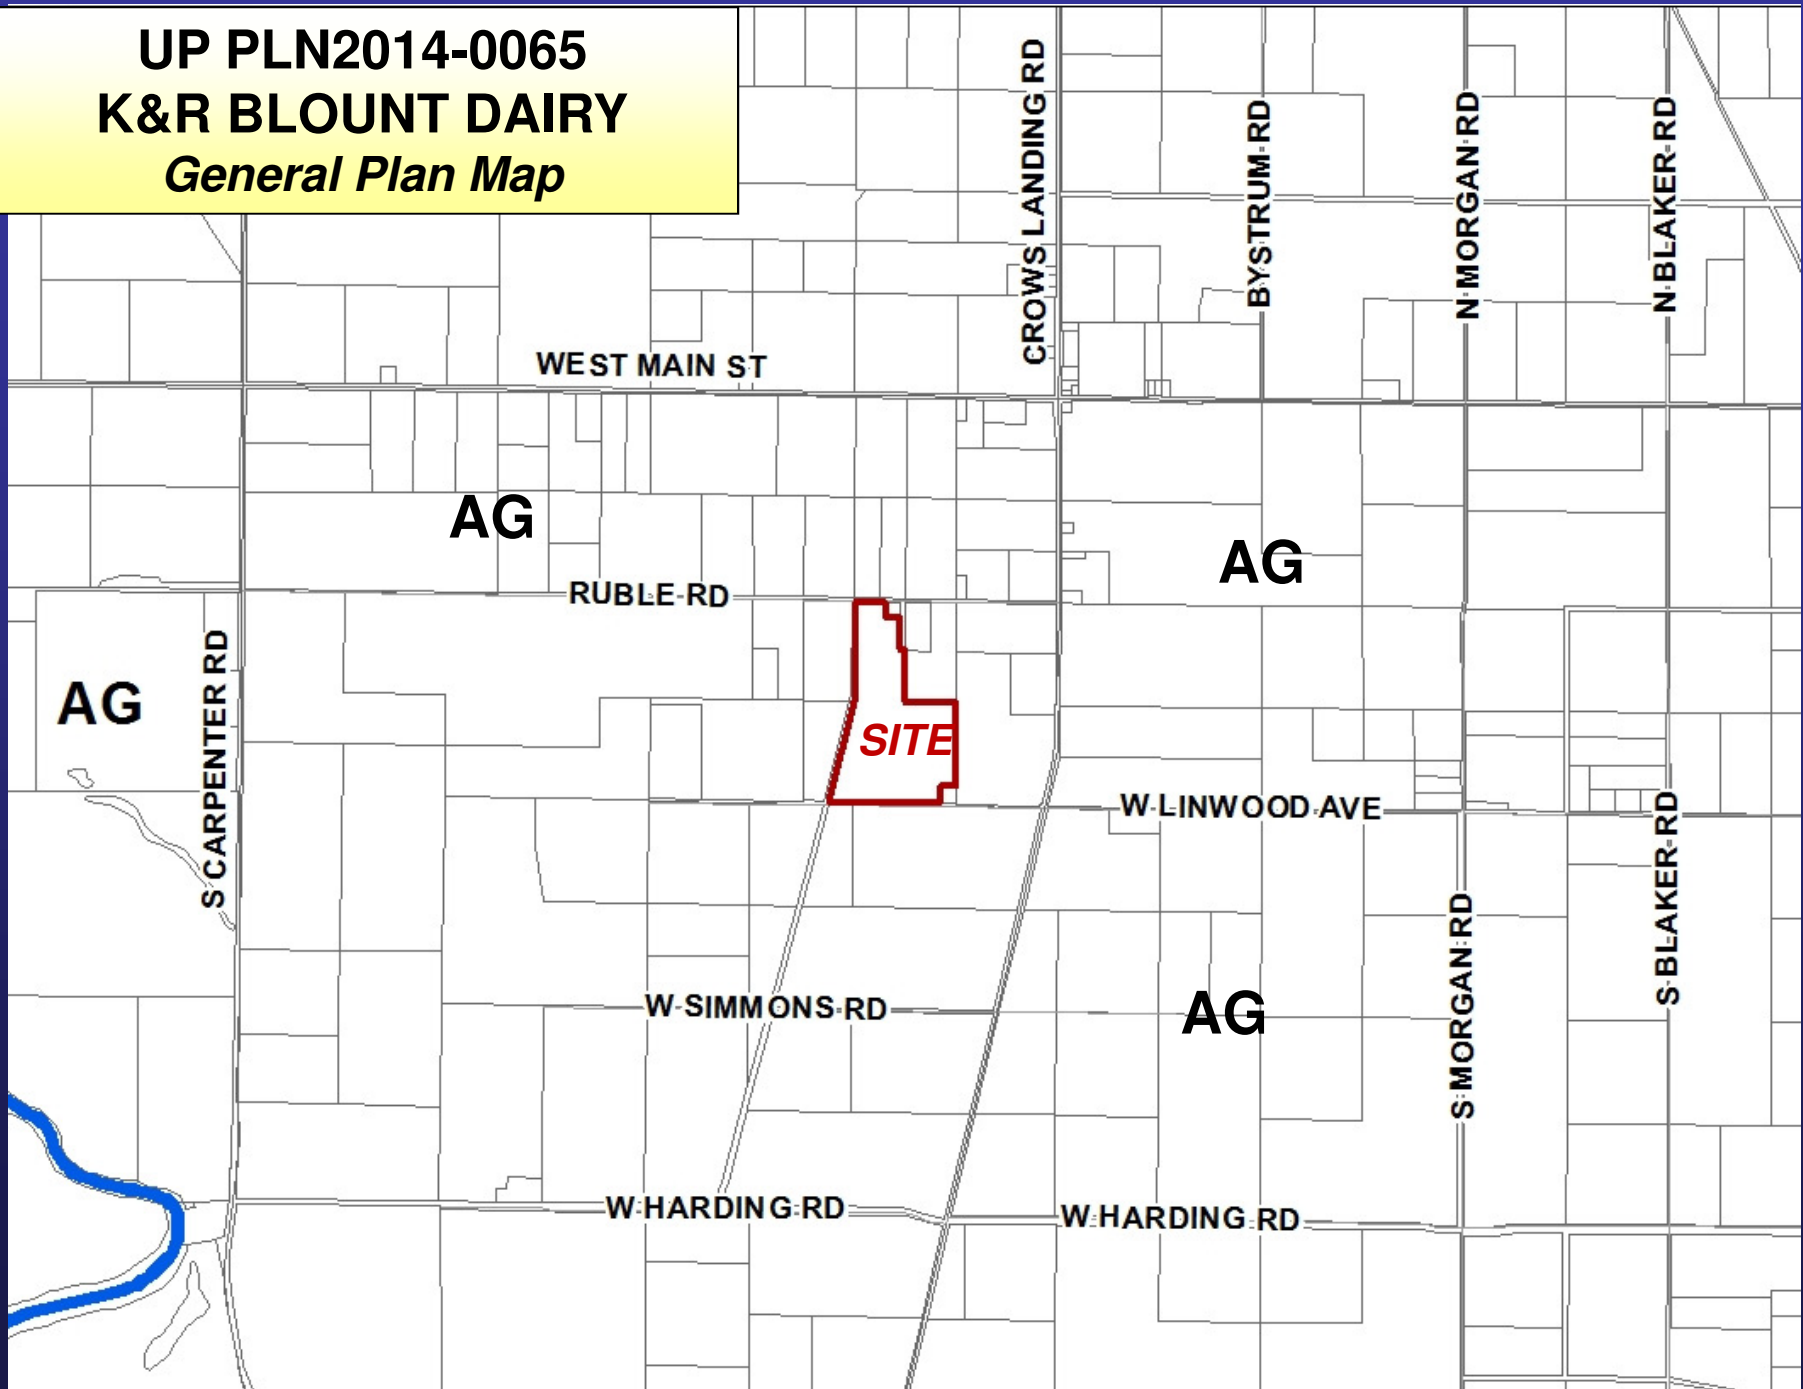 UP PLN2014-0065
K&R BLOUNT DAIRY
General Plan Map
CROWS LANDING RD
BYSTRUM RD
N MORGAN RD
N BLAKER RD
WEST MAIN ST
AG
AG
RUBLE RD
AG
S CARPENTER RD
SITE
W LINWOOD AVE
S BLAKER RD
S MORGAN RD
W SIMMONS RD
AG
W HARDING RD
W HARDING RD